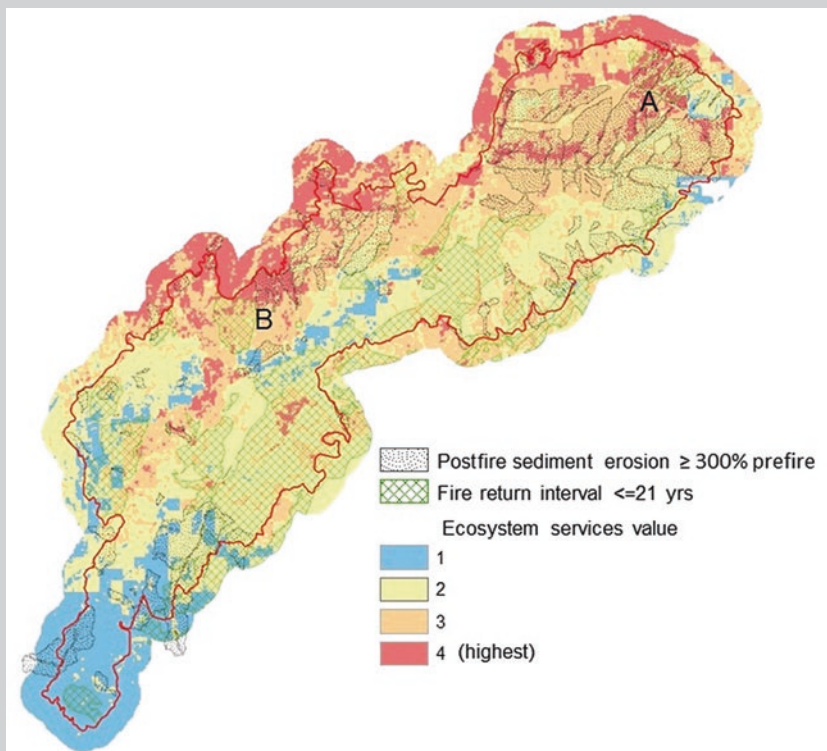 A
B
Postfire sediment erosion ≥ 300% prefire
Fire return interval <=21 yrs
Ecosystem services value
1
2
3
4 (highest)